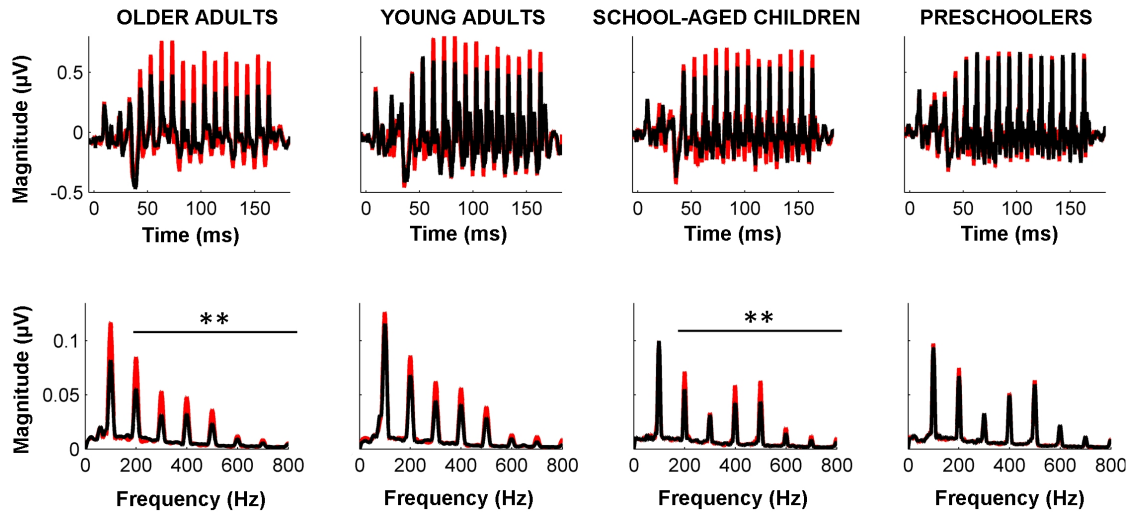 OLDER ADULTS YOUNG ADULTS SCHOOL-AGED CHILDREN PRESCHOOLERS
Magnitude (µV)
0.5
0
-0.5
0 50 100 150 0 50 100 150 0 50 100 150 0 50 100 150
Time (ms) Time (ms) Time (ms) Time (ms)
Magnitude (µV)
** **
0.1
0.05
0
0 200 400 600 800 0 200 400 600 800 0 200 400 600 800 0 200 400 600 800
Frequency (Hz) Frequency (Hz) Frequency (Hz) Frequency (Hz)